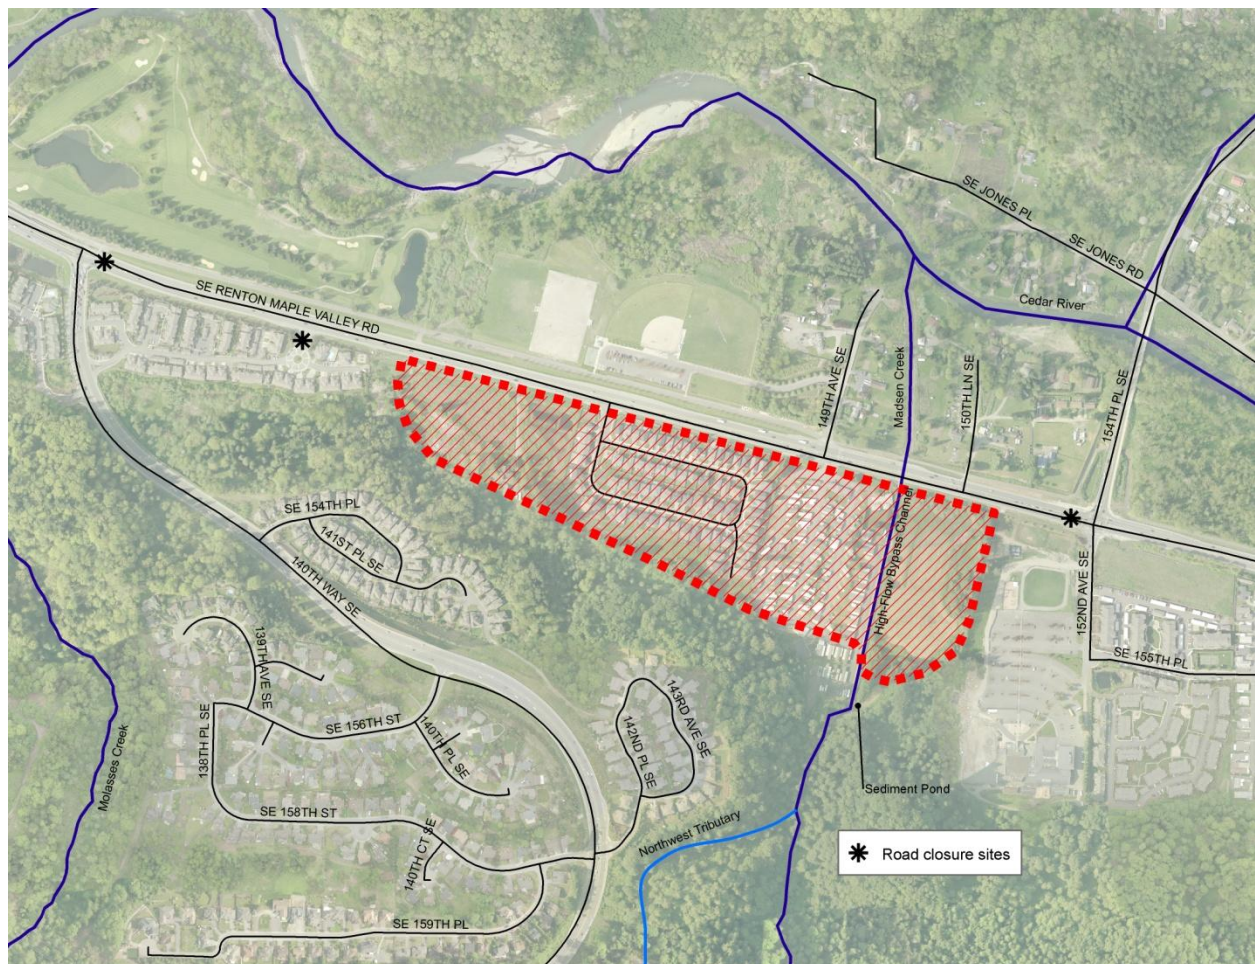 SE JONES PL
SE JONES RD
Cedar River
SE RENTON MAPLE VALLEY RD
149TH AVE SE
Madsen Creek
150TH LN SE
154TH PL SE
High-Flow Bypass Channel
152ND AVE SE
SE 155TH PL
SE 154TH PL
141ST PL SE
140TH WAY SE
139TH AVE SE
138TH PL SE
SE 156TH ST
140TH PL SE
143RD AVE SE
142ND PL SE
Molasses Creek
SE 158TH ST
140TH CT SE
SE 159TH PL
Northwest Tributary
Sediment Pond
Road closure sites